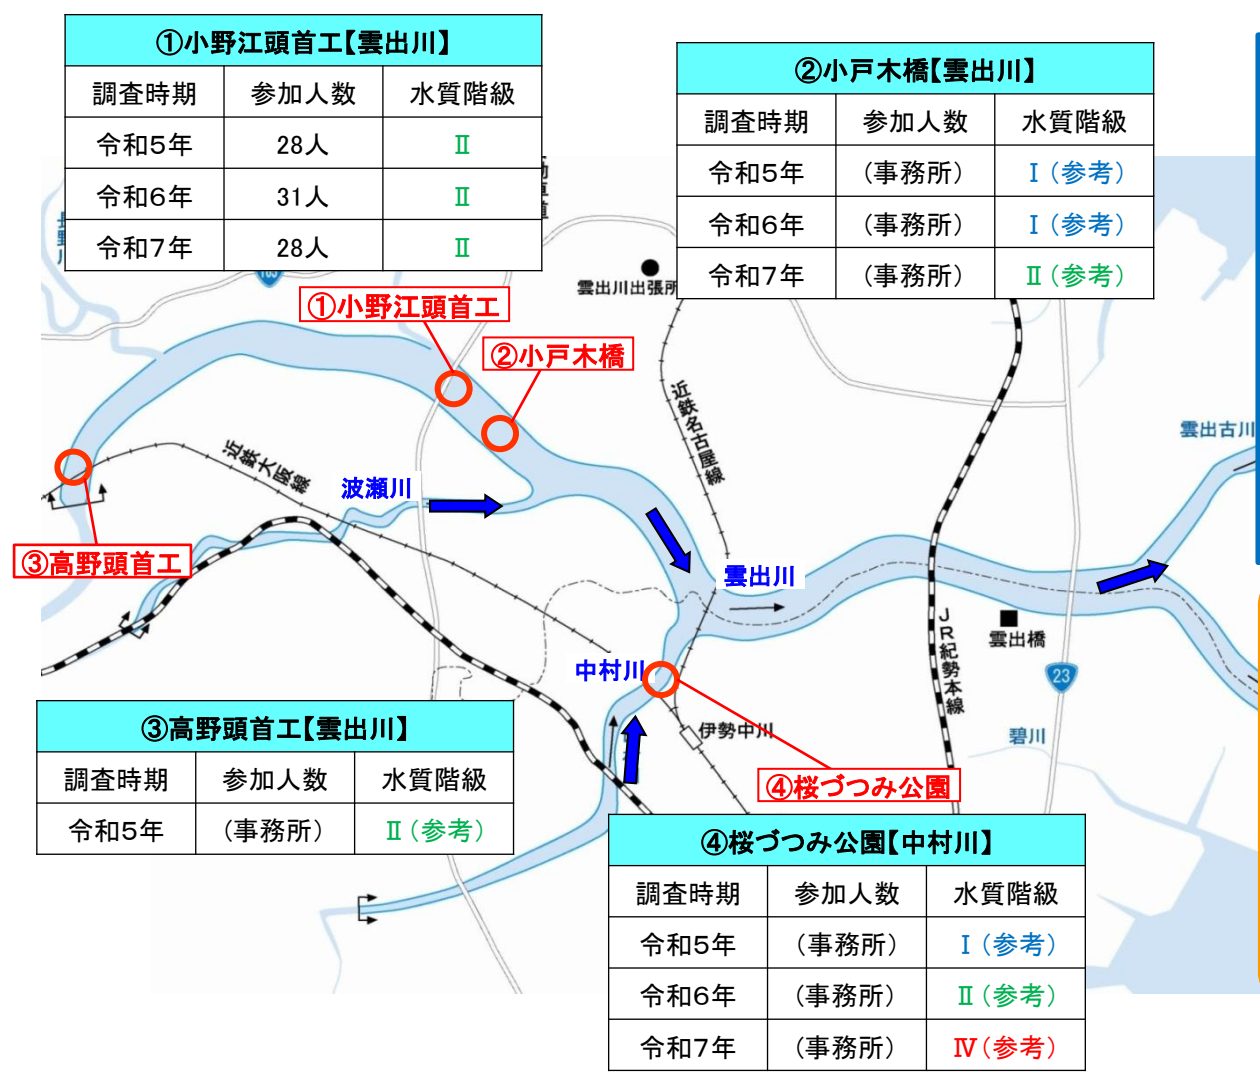 ①小野江頭首工【雲出川】
調査時期 参加人数 水質階級
令和5年 28人 Ⅱ
令和6年 31人 Ⅱ
令和7年 28人 Ⅱ
②小戸木橋【雲出川】
調査時期 参加人数 水質階級
令和5年 (事務所) Ⅰ(参考)
令和6年 (事務所) Ⅰ(参考)
令和7年 (事務所) Ⅱ(参考)
雲出川出張所
①小野江頭首工
②小戸木橋
近鉄名古屋線
雲出古川
近鉄大阪線
波瀬川
③高野頭首工
雲出川
雲出橋
JR紀勢本線
23
中村川
伊勢中川
碧川
④桜づつみ公園
③高野頭首工【雲出川】
調査時期 参加人数 水質階級
令和5年 (事務所) Ⅱ(参考)
④桜づつみ公園【中村川】
調査時期 参加人数 水質階級
令和5年 (事務所) Ⅰ(参考)
令和6年 (事務所) Ⅱ(参考)
令和7年 (事務所) Ⅳ(参考)